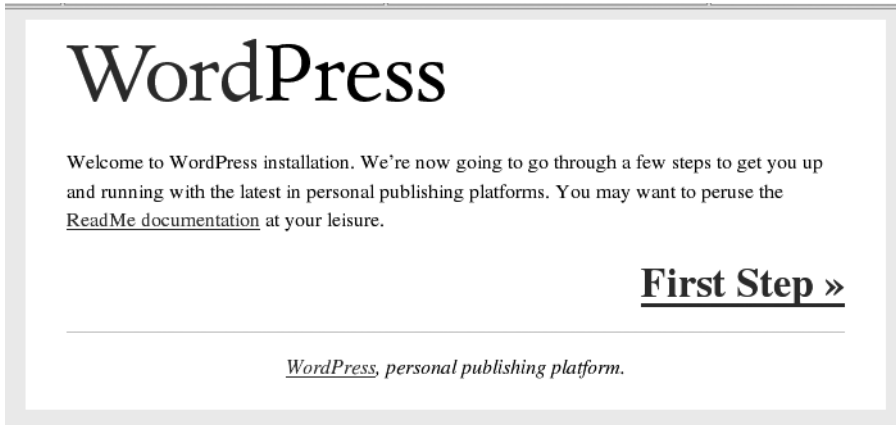 WordPress
Welcome to WordPress installation. We’re now going to go through a few steps to get you up
and running with the latest in personal publishing platforms. You may want to peruse the
ReadMe documentation at your leisure.
First Step »
WordPress, personal publishing platform.